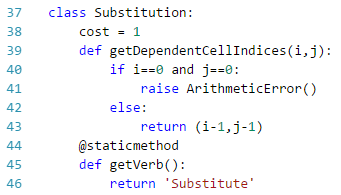 37 class Substitution:
38     cost = 1
39     def getDependentCellIndices(i,j):
40         if i==0 and j==0:
41             raise ArithmeticError()
42         else:
43             return (i-1,j-1)
44     @staticmethod
45     def getVerb():
46         return 'Substitute'